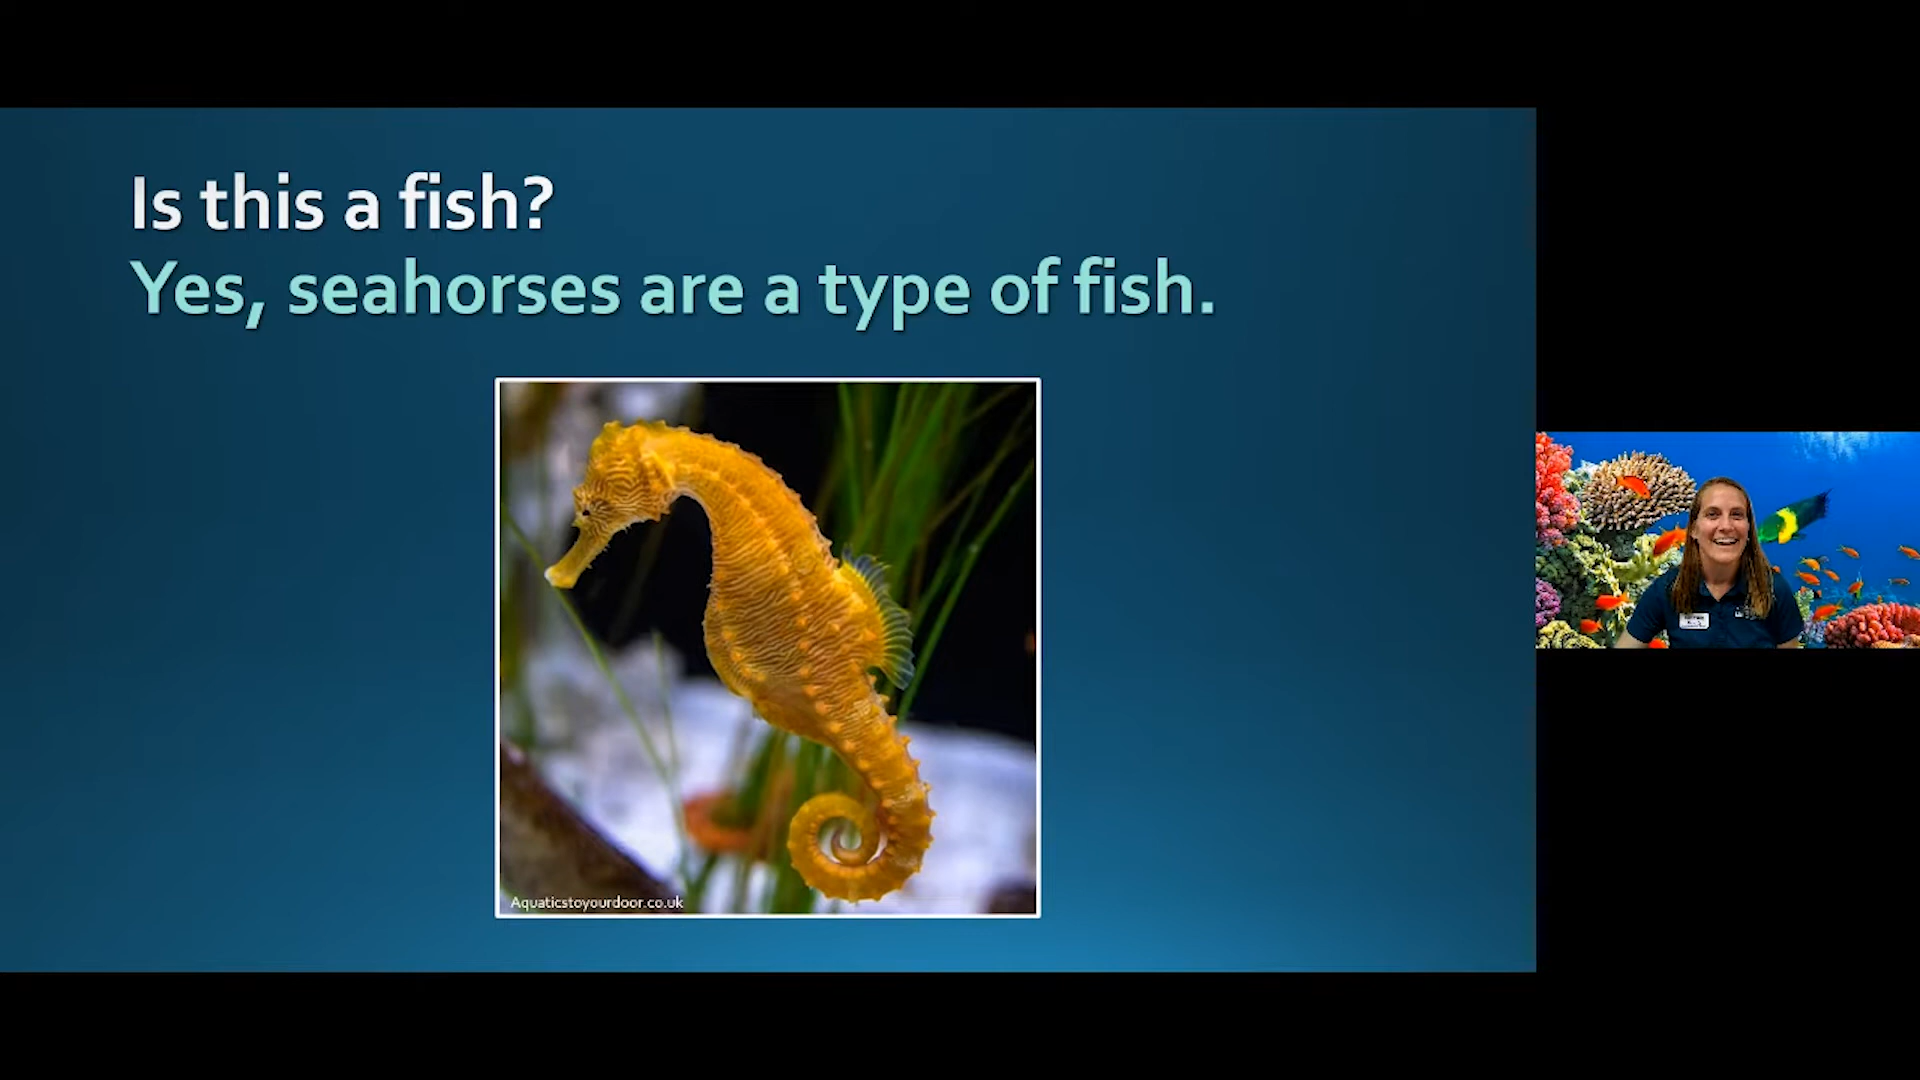 Is this a fish?
Yes, seahorses are a type of fish.
Aquaticstoyourdoor.co.uk